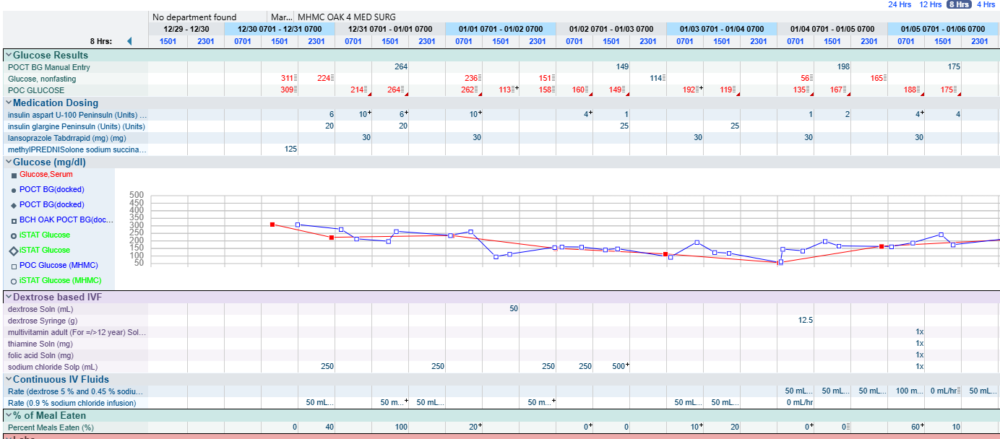 24 Hrs 12 Hrs 8 Hrs 4 Hrs
No department found Mar... MHMC OAK 4 MED SURG
12/29 - 12/30 12/30 0701 - 12/31 0700 12/31 0701 - 01/01 0700 01/01 0701 - 01/02 0700 01/02 0701 - 01/03 0700 01/03 0701 - 01/04 0700 01/04 0701 - 01/05 0700 01/05 0701 - 01/06 0700
8 Hrs: 1501 2301 0701 1501 2301 0701 1501 2301 0701 1501 2301 0701 1501 2301 0701 1501 2301 0701 1501 2301 0701 1501 2301
Glucose Results
POCT BG Manual Entry 264 149 198 175
Glucose, nonfasting 311 224 236 151 114 56 165
POC GLUCOSE 309 214 264 262 113+ 158 160 149 192+ 119 135 167 188 175
Medication Dosing
insulin aspart U-100 Peninsuln (Units) ... 6 10+ 6+ 10+ 4+ 1 1 2 4+ 4
insulin glargine Peninsuln (Units) (Units) 20 20 25 25
lansoprazole Tabdrrapid (mg) (mg) 30 30 30 30 30
methylPREDNISolone sodium succina... 125
Glucose (mg/dl)
Glucose,Serum
POCT BG(docked)
POCT BG(docked)
BCH OAK POCT BG(doc...
iSTAT Glucose
iSTAT Glucose
POC Glucose (MHMC)
iSTAT Glucose (MHMC)
500
450
400
350
300
250
200
150
100
50
Dextrose based IVF
dextrose Soln (mL) 50
dextrose Syringe (g) 12.5
multivitamin adult (For =/>12 year) Sol... 1x
thiamine Soln (mg) 1x
folic acid Soln (mg) 1x
sodium chloride Solp (mL) 250 250 250 250 500+ 1x
Continuous IV Fluids
Rate (dextrose 5 % and 0.45 % sodiu... 50 mL... 50 mL... 50 mL... 100 m... 0 mL/hr 50 mL...
Rate (0.9 % sodium chloride infusion) 50 mL... 50 m...+ 50 mL... 50 m...+ 50 mL... 50 mL... 0 mL/hr
% of Meal Eaten
Percent Meals Eaten (%) 0 40 100 20+ 0+ 0 10+ 20 0+ 0 60+ 10